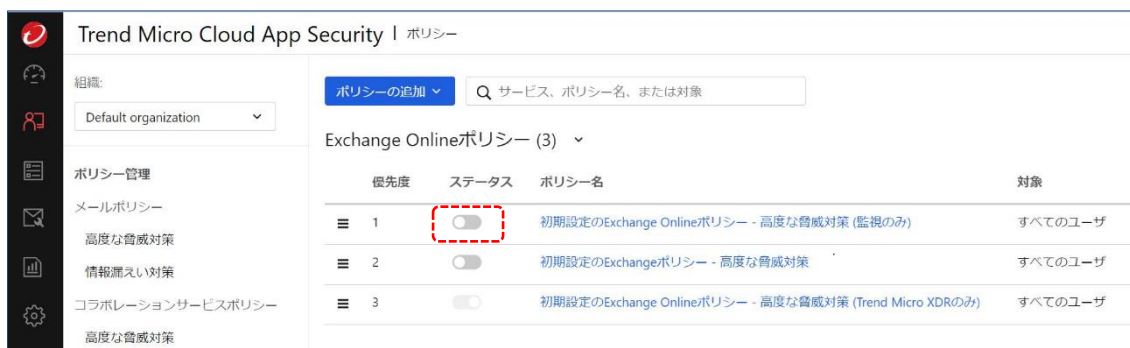 Trend Micro Cloud App Security | ポリシー
組織:
Default organization
ポリシー管理
メールポリシー
高度な脅威対策
情報漏えい対策
コラボレーションサービスポリシー
高度な脅威対策
ポリシーの追加
サービス、ポリシー名、または対象
Exchange Onlineポリシー (3)
優先度 ステータス ポリシー名 対象
1 初期設定のExchange Onlineポリシー - 高度な脅威対策 (監視のみ) すべてのユーザ
2 初期設定のExchangeポリシー - 高度な脅威対策 すべてのユーザ
3 初期設定のExchange Onlineポリシー - 高度な脅威対策 (Trend Micro XDRのみ) すべてのユーザ